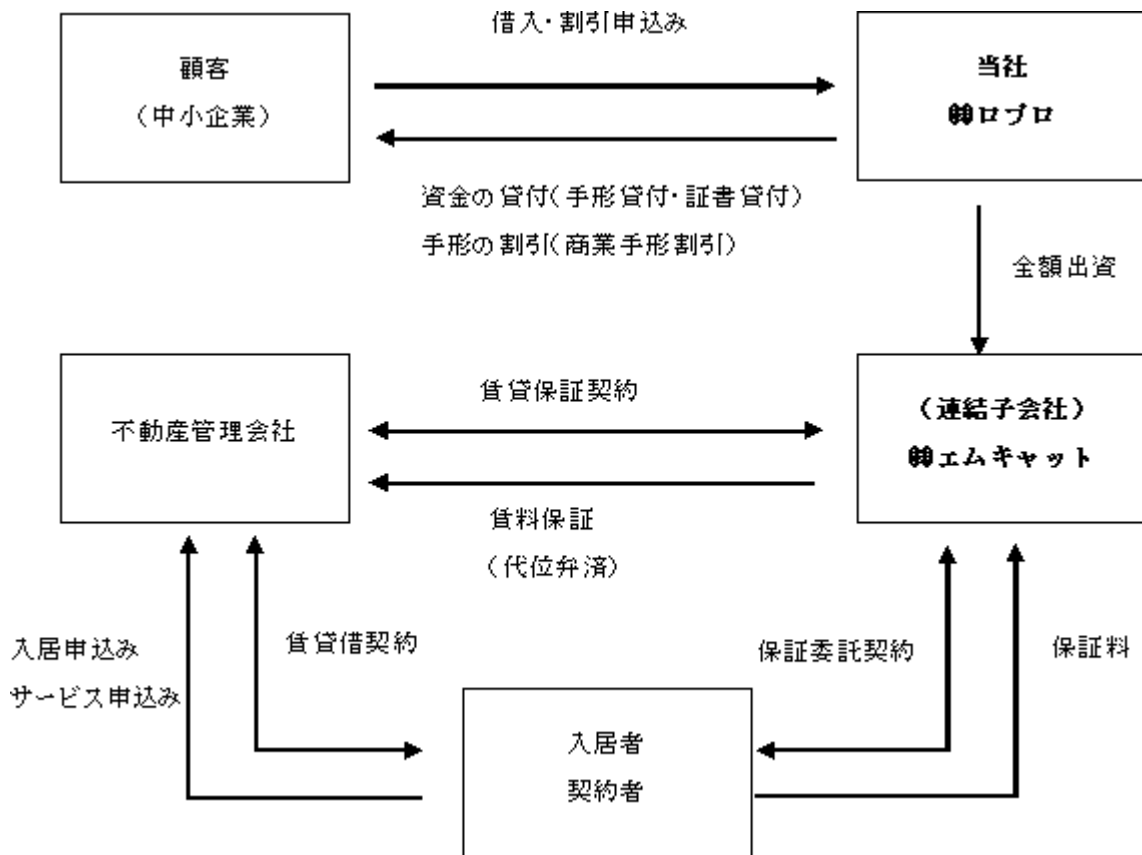 借入・割引申込み
顧客
（中小企業）
当社
㈱ロプロ
資金の貸付（手形貸付・証書貸付）
手形の割引（商業手形割引）
全額出資
不動産管理会社
賃貸保証契約
（連結子会社）
㈱エムキャット
賃料保証
（代位弁済）
入居申込み
サービス申込み
賃貸借契約
保証委託契約
保証料
入居者
契約者